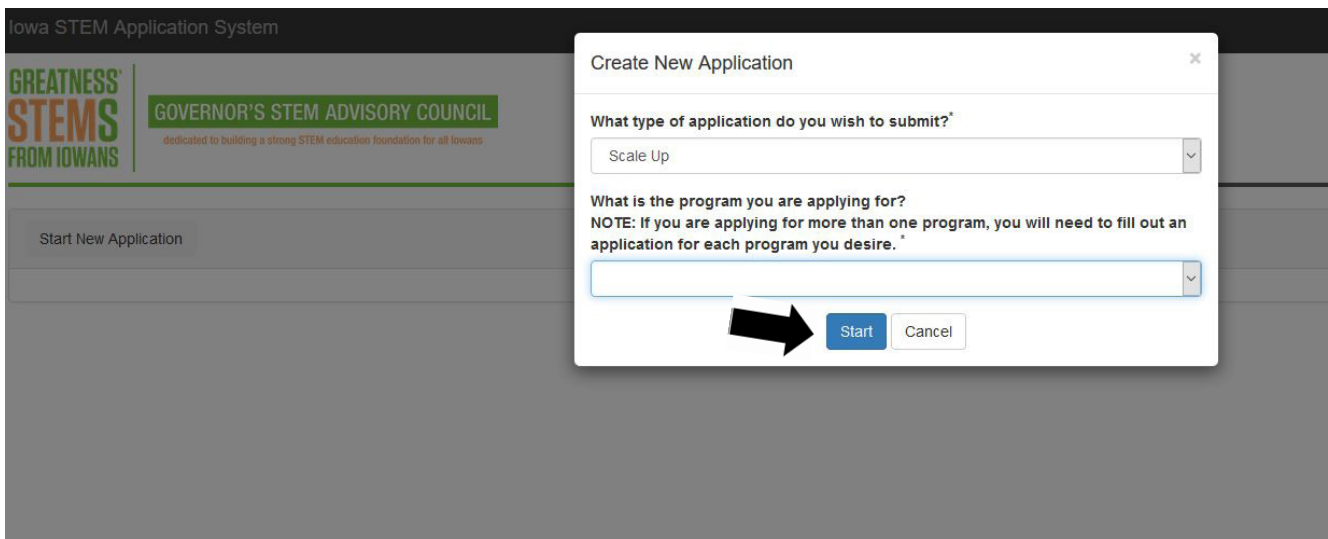 Iowa STEM Application System
GREATNESS
STEMS
FROM IOWANS
GOVERNOR'S STEM ADVISORY COUNCIL
dedicated to building a strong STEM education foundation for all Iowans
Start New Application
Create New Application
×
What type of application do you wish to submit?*
Scale Up
What is the program you are applying for?
NOTE: If you are applying for more than one program, you will need to fill out an
application for each program you desire. *
Start
Cancel